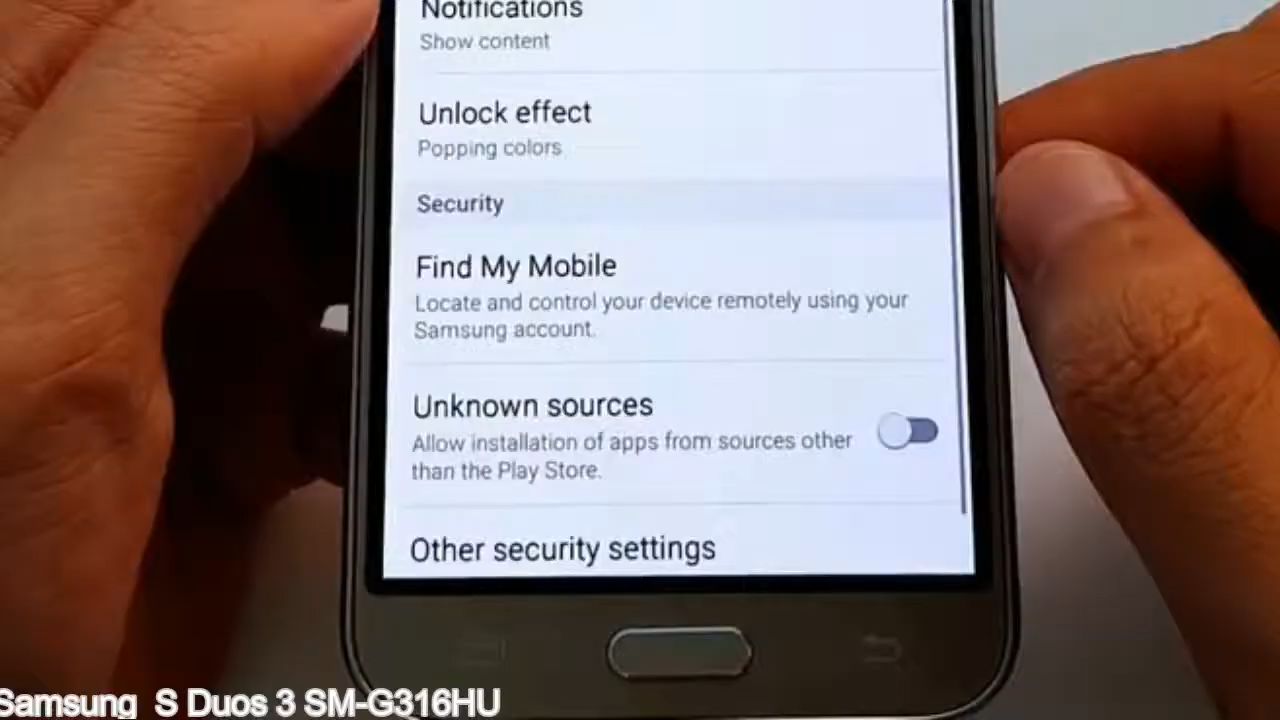 Notifications
Show content
Unlock effect
Popping colors
Security
Find My Mobile
Locate and control your device remotely using your
Samsung account.
Unknown sources
Allow installation of apps from sources other
than the Play Store.
Other security settings
Samsung S Duos 3 SM-G316HU